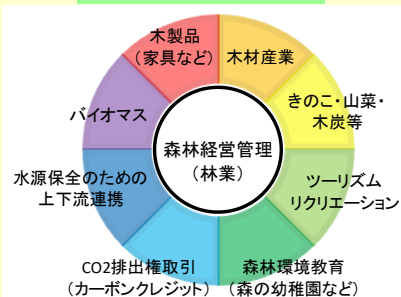 木製品
(家具など)
木材産業
きのこ・山菜・
木炭等
ツーリズム
リクリエーション
森林環境教育
(森の幼稚園など)
CO2排出権取引
(カーボンクレジット)
水源保全のための
上下流連携
バイオマス
森林経営管理
(林業)